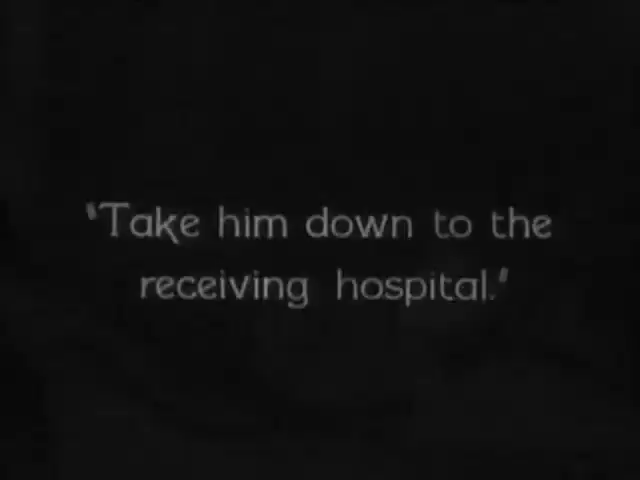 'Take him down to the
receiving hospital.'